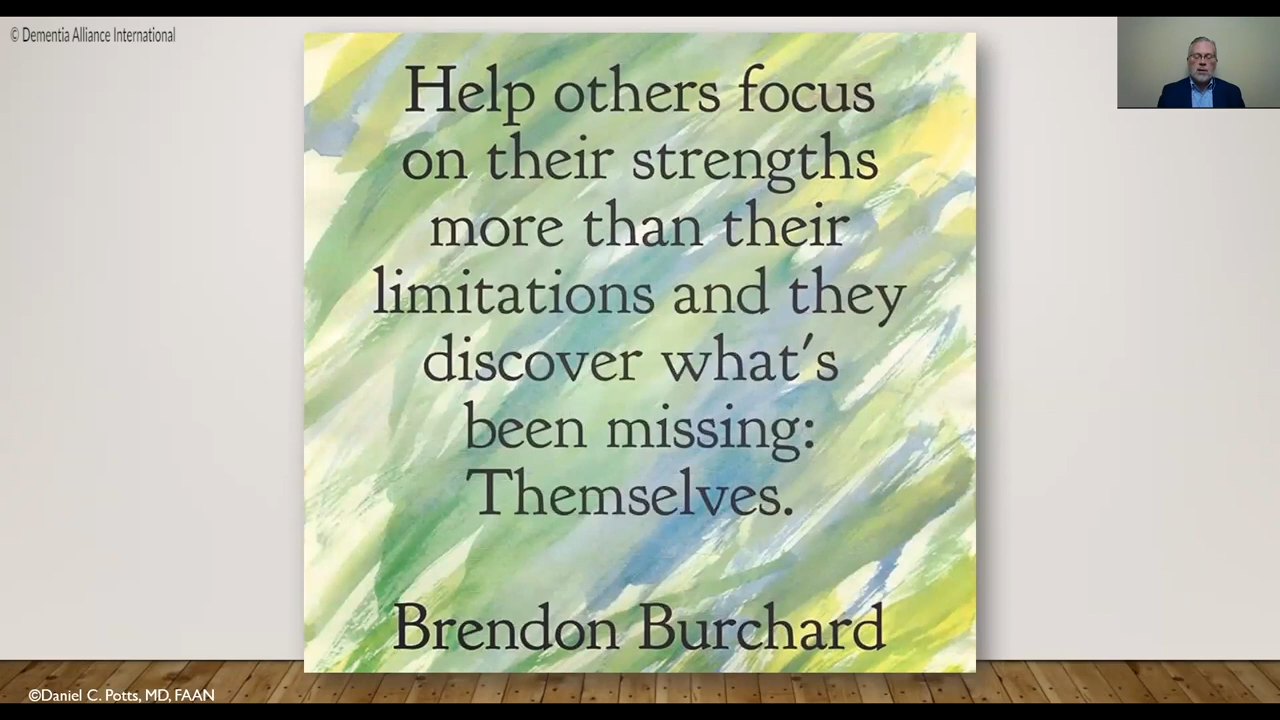 © Dementia Alliance International
Help others focus
on their strengths
more than their
limitations and they
discover what's
been missing:
Themselves.
Brendon Burchard
©Daniel C. Potts, MD, FAAN